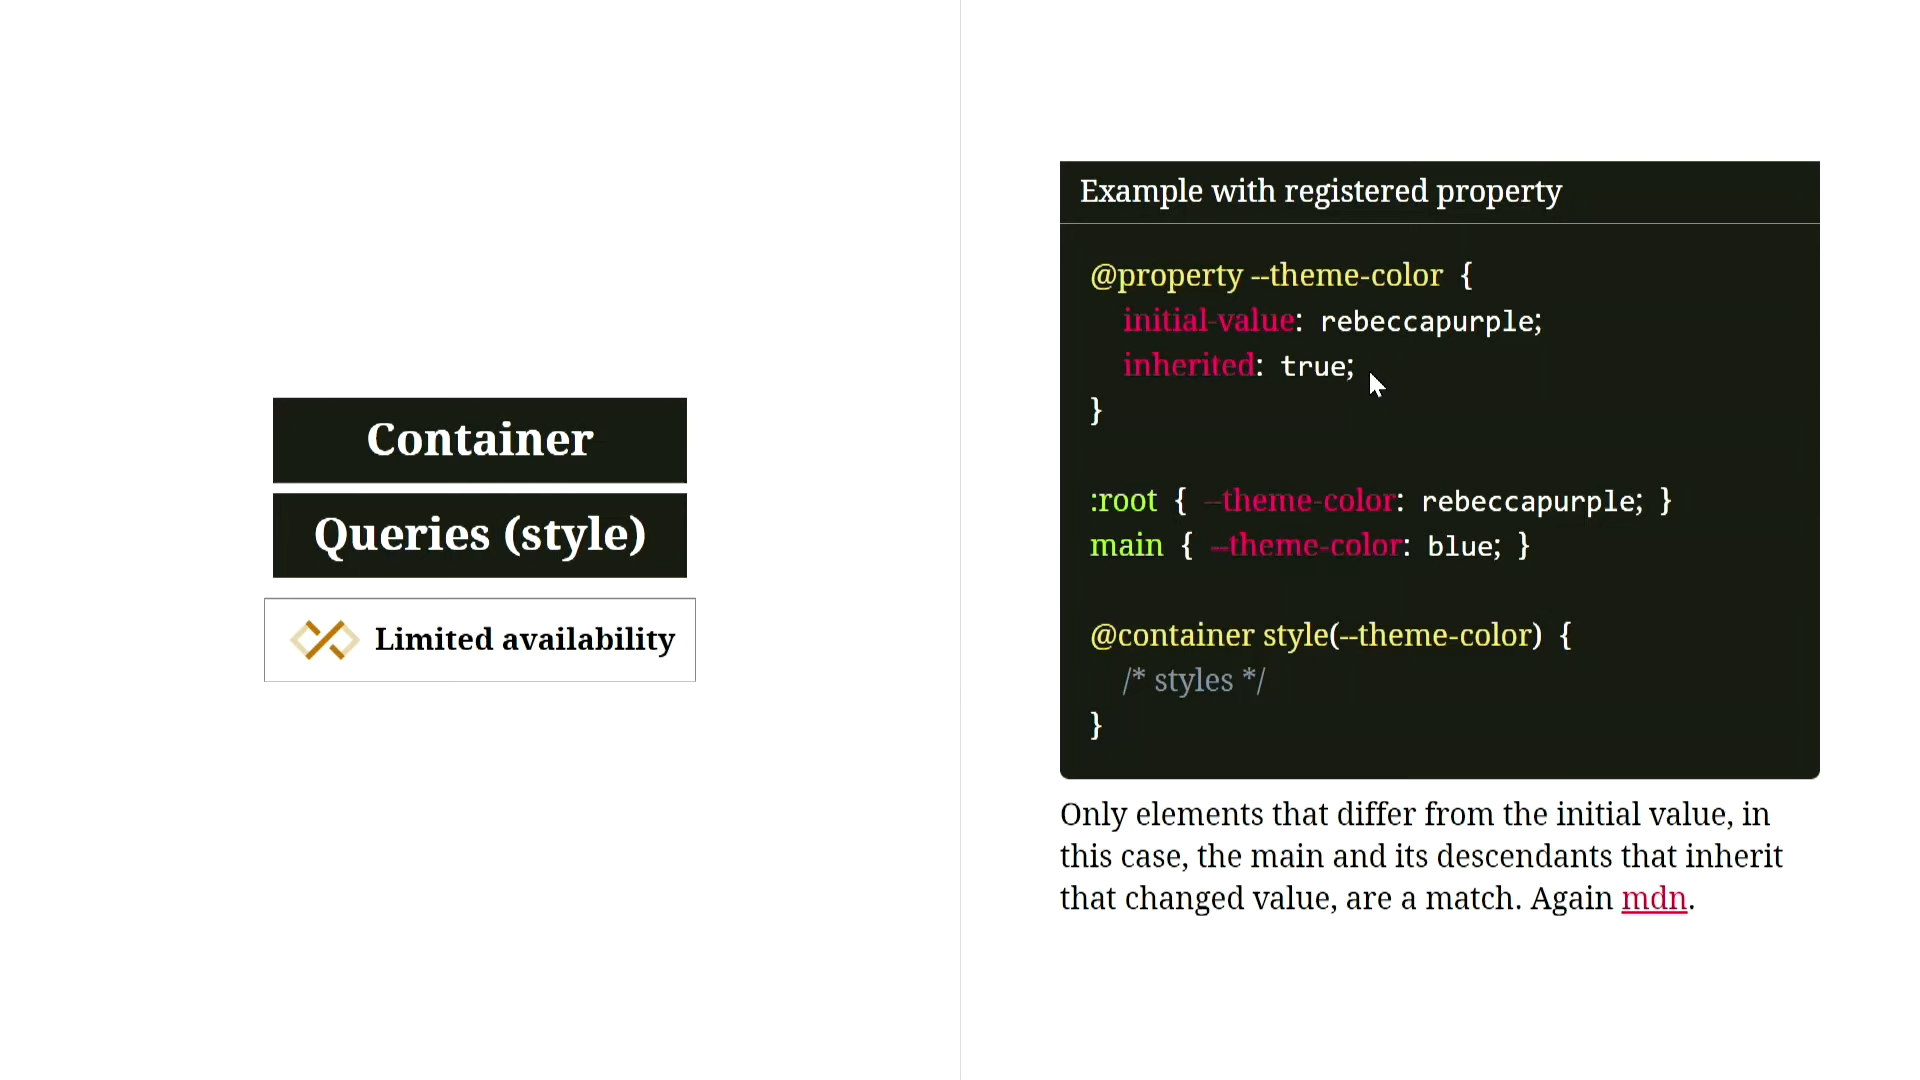 Container
Queries (style)
Limited availability
Example with registered property
@property --theme-color {
initial-value: rebeccapurple;
inherited: true;
}
:root { --theme-color: rebeccapurple; }
main { --theme-color: blue; }
@container style(--theme-color) {
/* styles */
}
Only elements that differ from the initial value, in
this case, the main and its descendants that inherit
that changed value, are a match. Again mdn.